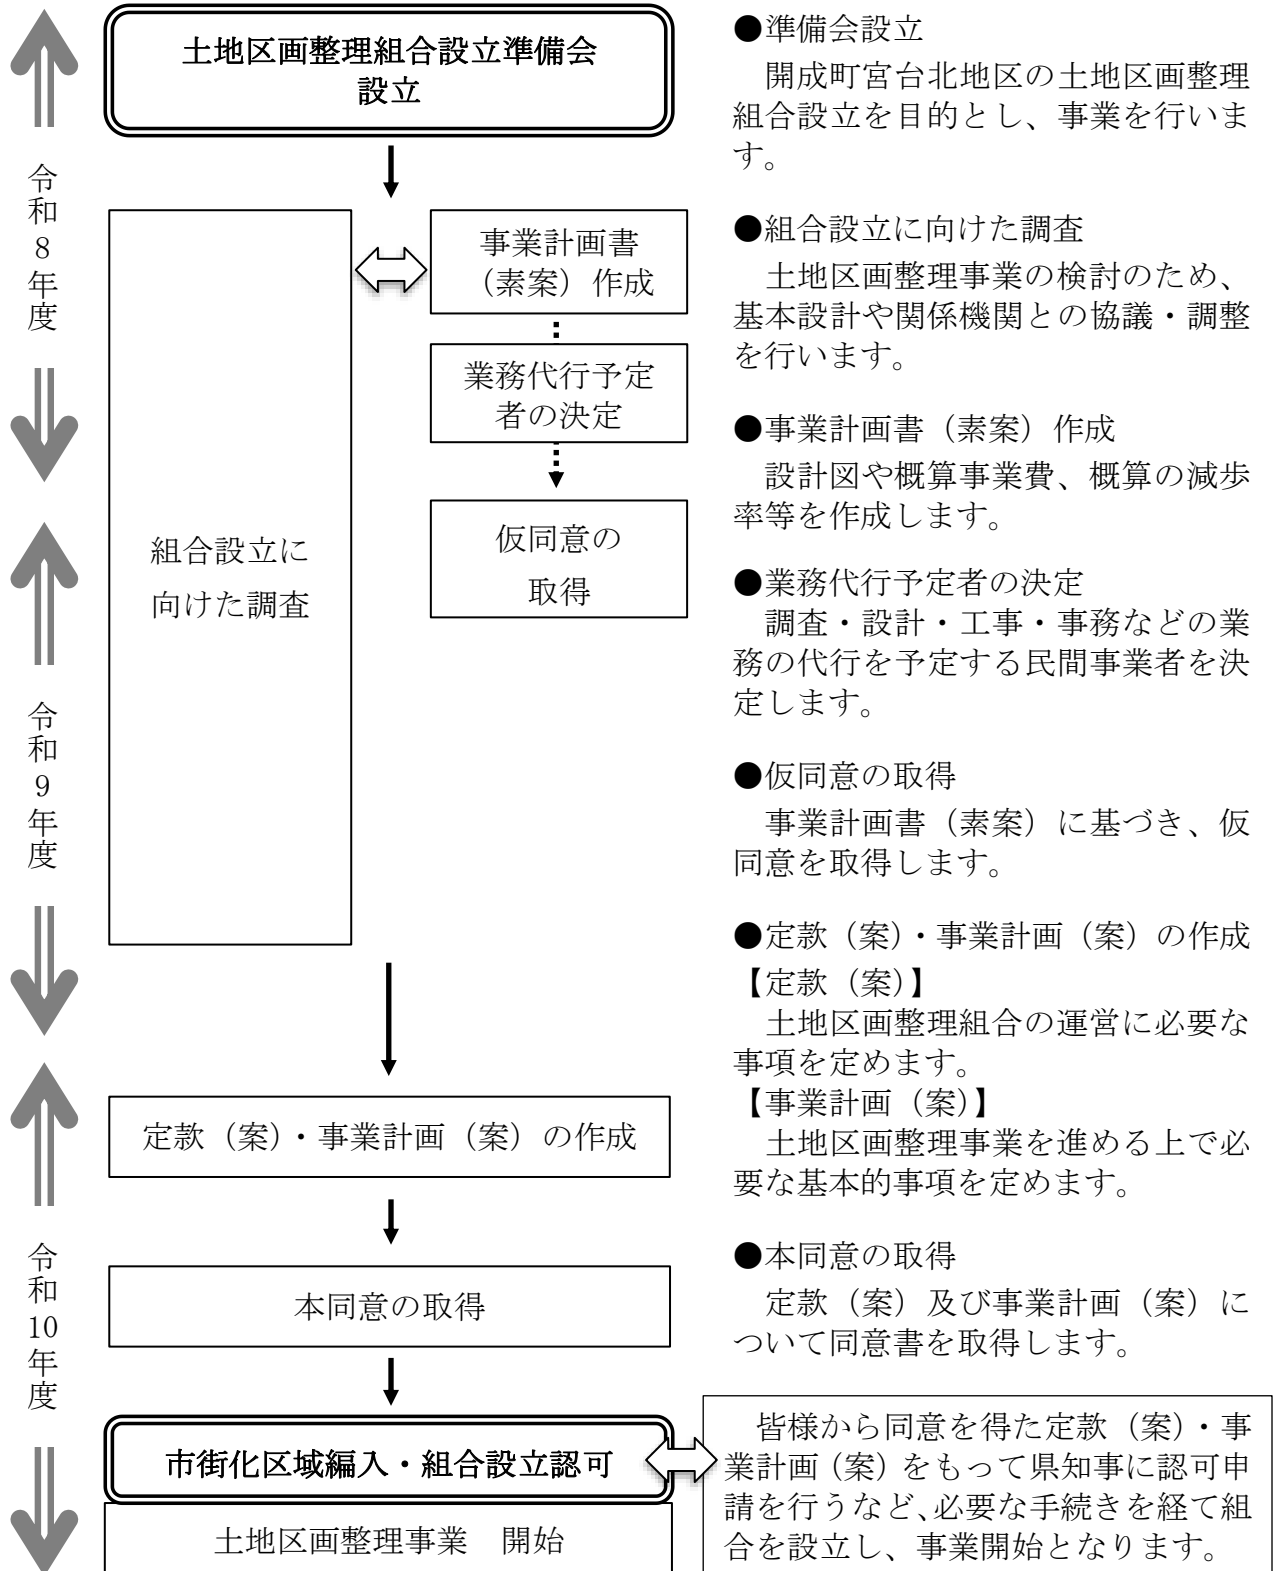 土地区画整理組合設立準備会
設立
令和8年度
事業計画書
（素案）作成
業務代行予定
者の決定
仮同意の
取得
組合設立に
向けた調査
令和9年度
定款（案）・事業計画（案）の作成
本同意の取得
令和10年度
市街化区域編入・組合設立認可
土地区画整理事業　開始
●準備会設立
開成町宮台北地区の土地区画整理
組合設立を目的とし、事業を行いま
す。
●組合設立に向けた調査
土地区画整理事業の検討のため、
基本設計や関係機関との協議・調整
を行います。
●事業計画書（素案）作成
設計図や概算事業費、概算の減歩
率等を作成します。
●業務代行予定者の決定
調査・設計・工事・事務などの業
務の代行を予定する民間事業者を決
定します。
●仮同意の取得
事業計画書（素案）に基づき、仮
同意を取得します。
●定款（案）・事業計画（案）の作成
【定款（案）】
土地区画整理組合の運営に必要な
事項を定めます。
【事業計画（案）】
土地区画整理事業を進める上で必
要な基本的事項を定めます。
●本同意の取得
定款（案）及び事業計画（案）に
ついて同意書を取得します。
皆様から同意を得た定款（案）・事
業計画（案）をもって県知事に認可申
請を行うなど、必要な手続きを経て組
合を設立し、事業開始となります。